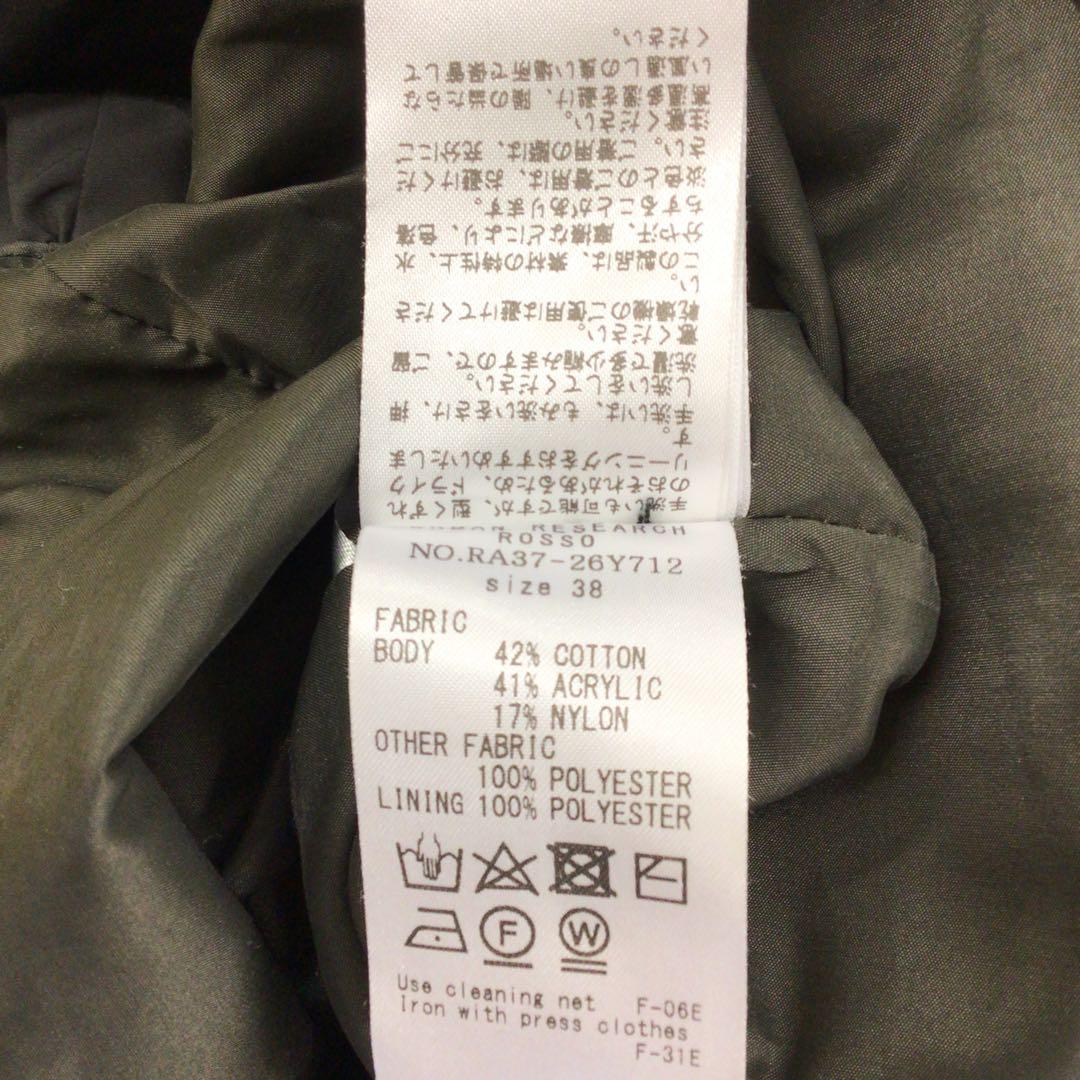 手洗いも可能ですが、型くずれ
のおそれがあるため、ドライク
リーニングをおすすめいたしま
す。
手洗いは、もみ洗いをさけ、押
し洗いをしてください。
洗濯で多少縮みますので、ご留
意ください。
乾燥機のご使用は避けてくださ
い。
この製品は、素材の特性上、水
分や汗、摩擦などにより、色落
ちすることがあります。
淡色とのご着用は、お避けくだ
さい。ご着用の際は、充分にご
注意ください。
高温多湿を避け、陽の当たらな
い風通しの良い場所で保管して
ください。
URBAN RESEARCH
ROSSO
NO.RA37-26Y712
size 38
FABRIC
BODY 42% COTTON
41% ACRYLIC
17% NYLON
OTHER FABRIC
100% POLYESTER
LINING 100% POLYESTER
F W
Use cleaning net F-06E
Iron with press clothes
F-31E